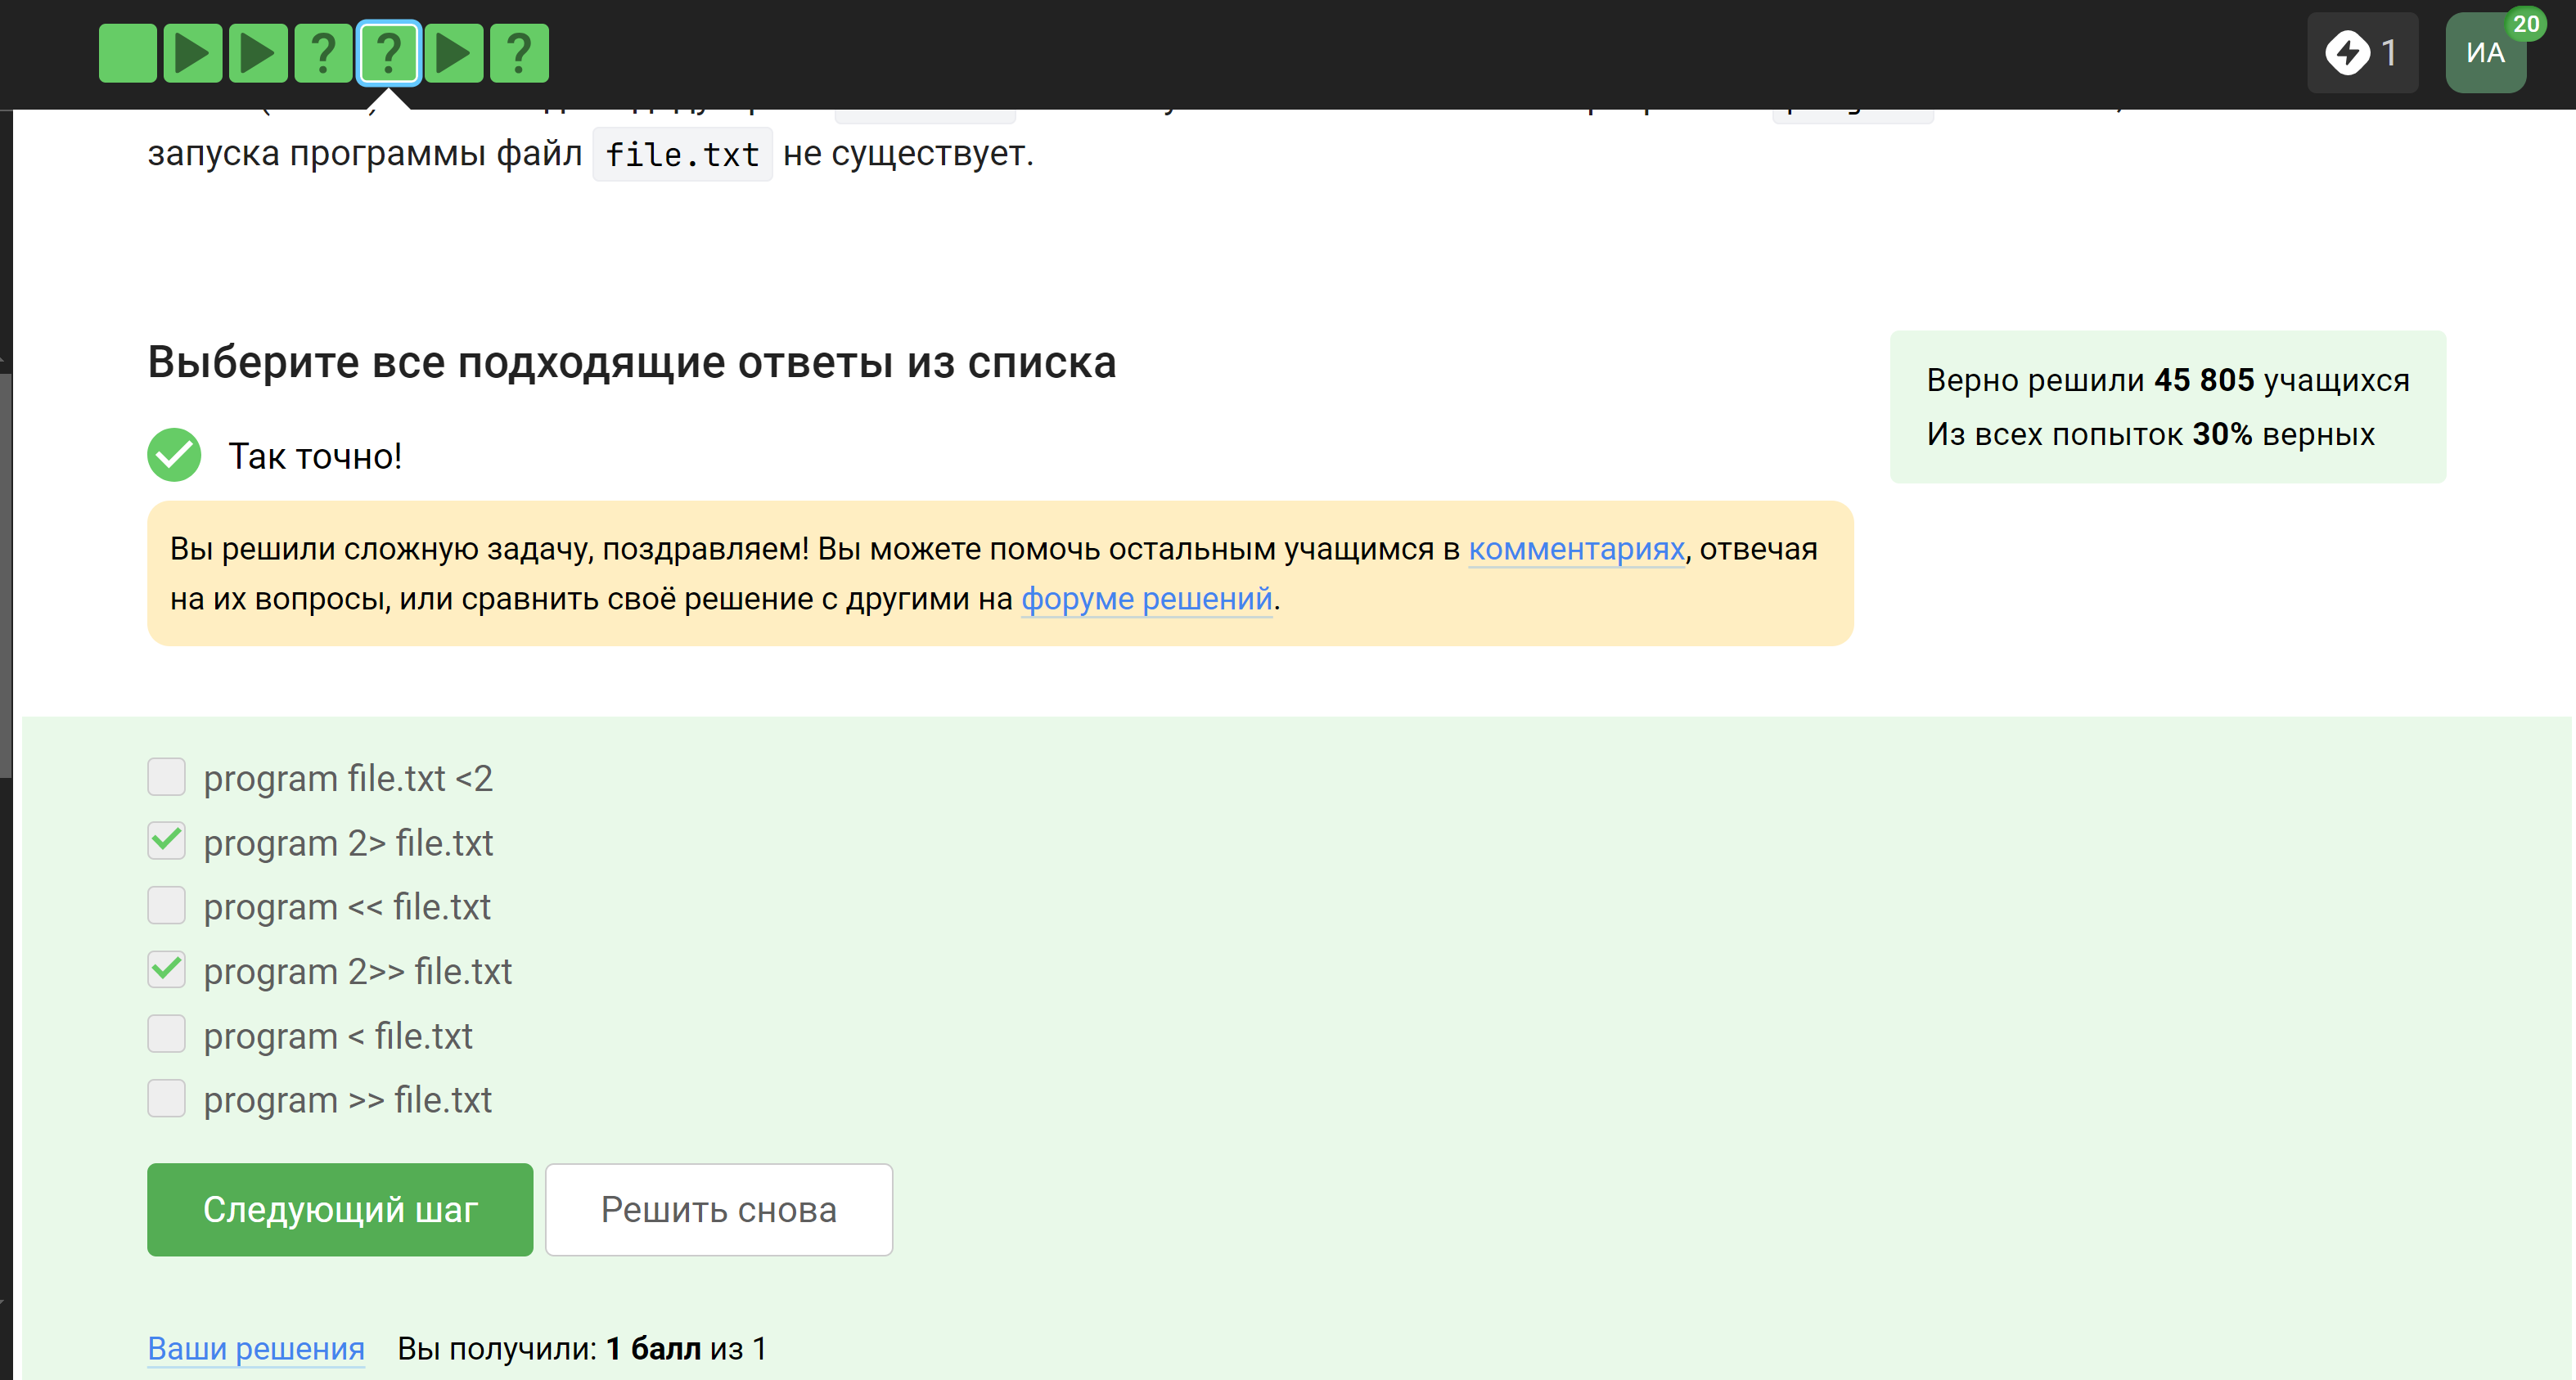 ? ? ?
1
ИА
20
запуска программы файл file.txt не существует.
Выберите все подходящие ответы из списка
Верно решили 45 805 учащихся
Из всех попыток 30% верных
Так точно!
Вы решили сложную задачу, поздравляем! Вы можете помочь остальным учащимся в комментариях, отвечая
на их вопросы, или сравнить своё решение с другими на форуме решений.
program file.txt <2
program 2> file.txt
program << file.txt
program 2>> file.txt
program < file.txt
program >> file.txt
Следующий шаг
Решить снова
Ваши решения Вы получили: 1 балл из 1